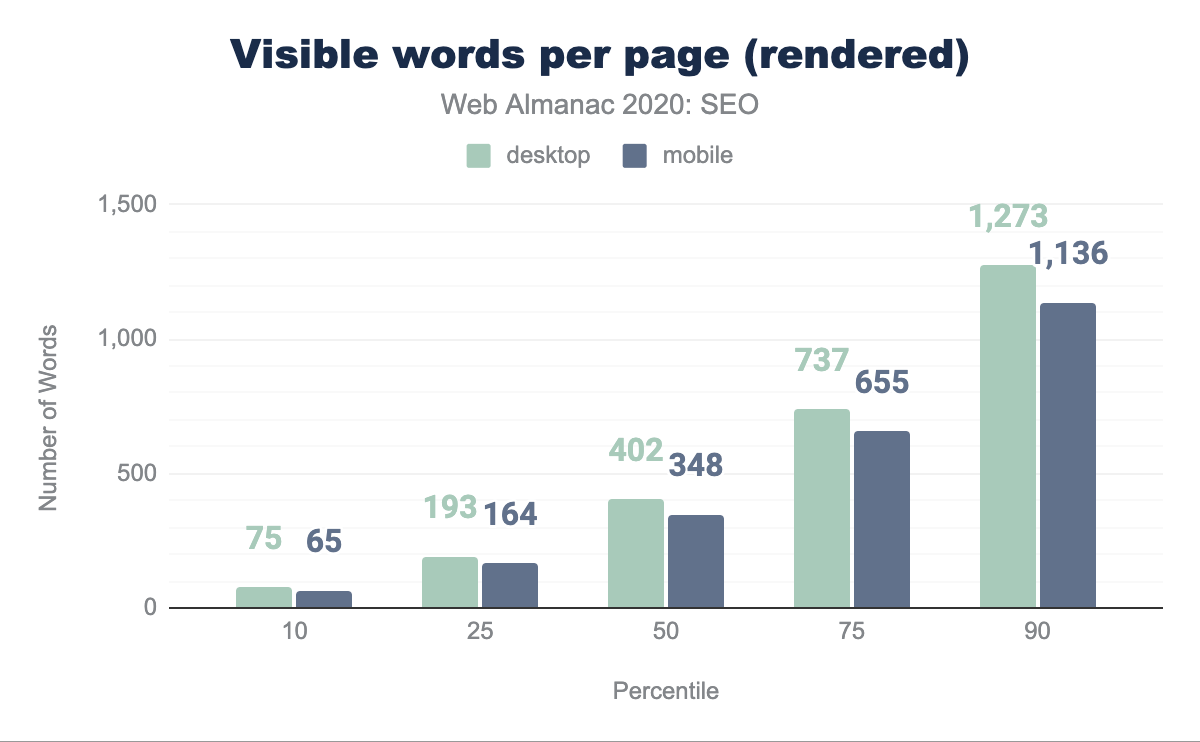 Visible words per page (rendered)
Web Almanac 2020: SEO
desktop mobile
1,500
1,000
500
0
Number of Words
75 65
193 164
402 348
737 655
1,273 1,136
10 25 50 75 90
Percentile